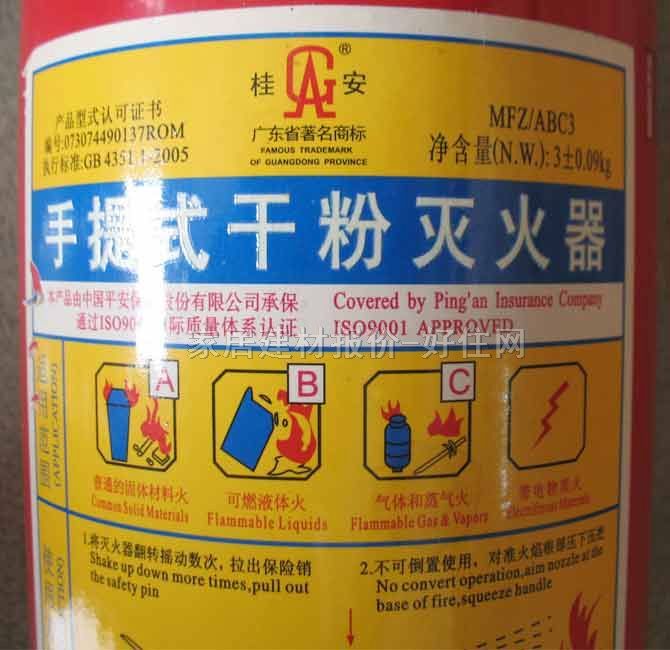 桂 安
®
广东省著名商标
FAMOUS TRADEMARK
OF GUANGDONG PROVINCE
产品型式认可证书
编号:073074490137ROM
执行标准:GB 4351.1-2005
MFZ/ABC3
净含量(N.W.): 3±0.09kg
手提式干粉灭火器
本产品由中国平安保 股份有限公司承保
通过ISO90 际质量体系认证
Covered by Ping'an Insurance Company
ISO9001 APPROVED
家居建材报价-好住网
(APPLICATION)
A
B
C
普通的固体材料火
Common Solid Materials
可燃液体火
Flammable Liquids
气体和蒸气火
Flammable Gas & Vapors
带电物质火
Materials
1.将灭火器翻转摇动数次，拉出保险销
Shake up down more times,pull out
the safety pin
2.不可倒置使用，对准火焰根部压下压把
No convert operation,aim nozzle at the
base of fire,squeeze handle